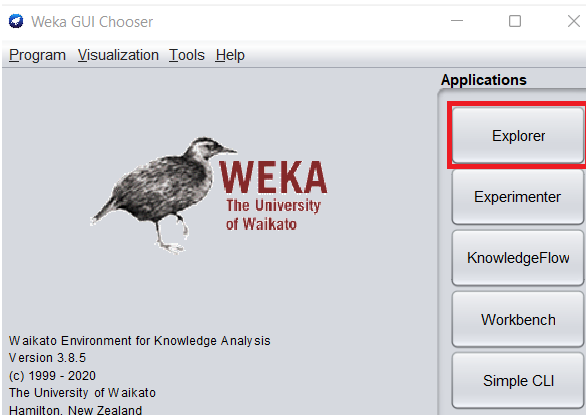 Weka GUI Chooser
Program Visualization Tools Help
Applications
Explorer
Experimenter
KnowledgeFlow
Workbench
Simple CLI
WEKA
The University
of Waikato
Waikato Environment for Knowledge Analysis
Version 3.8.5
(c) 1999 - 2020
The University of Waikato
Hamilton, New Zealand